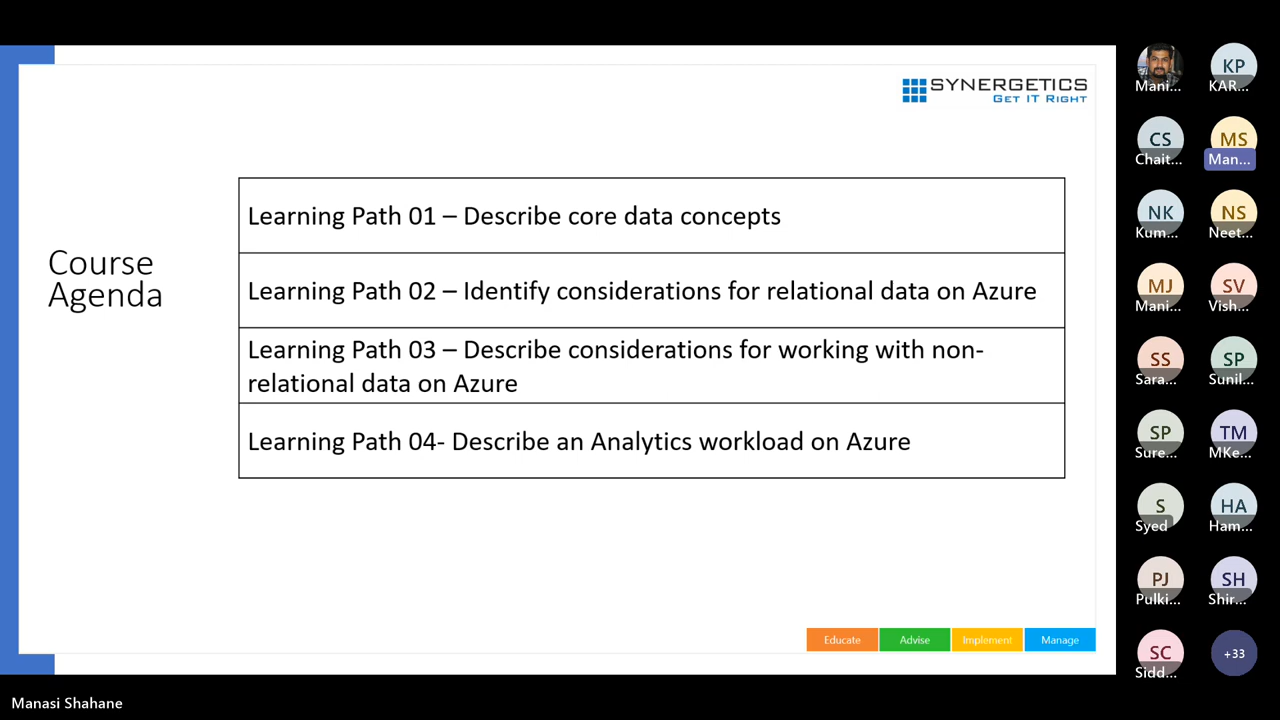 SYNERGETICS
GET IT RIGHT
Course
Agenda
Learning Path 01 – Describe core data concepts
Learning Path 02 – Identify considerations for relational data on Azure
Learning Path 03 – Describe considerations for working with non-
relational data on Azure
Learning Path 04- Describe an Analytics workload on Azure
Educate Advise Implement Manage
Mani... KP KAR...
CS Chait... MS Man...
NK Kum... NS Neet...
MJ Mani... SV Vish...
SS Sara... SP Sunil...
SP Sure... TM MKe...
S Syed HA Ham...
PJ Pulki... SH Shir...
SC Sidd... +33
Manasi Shahane